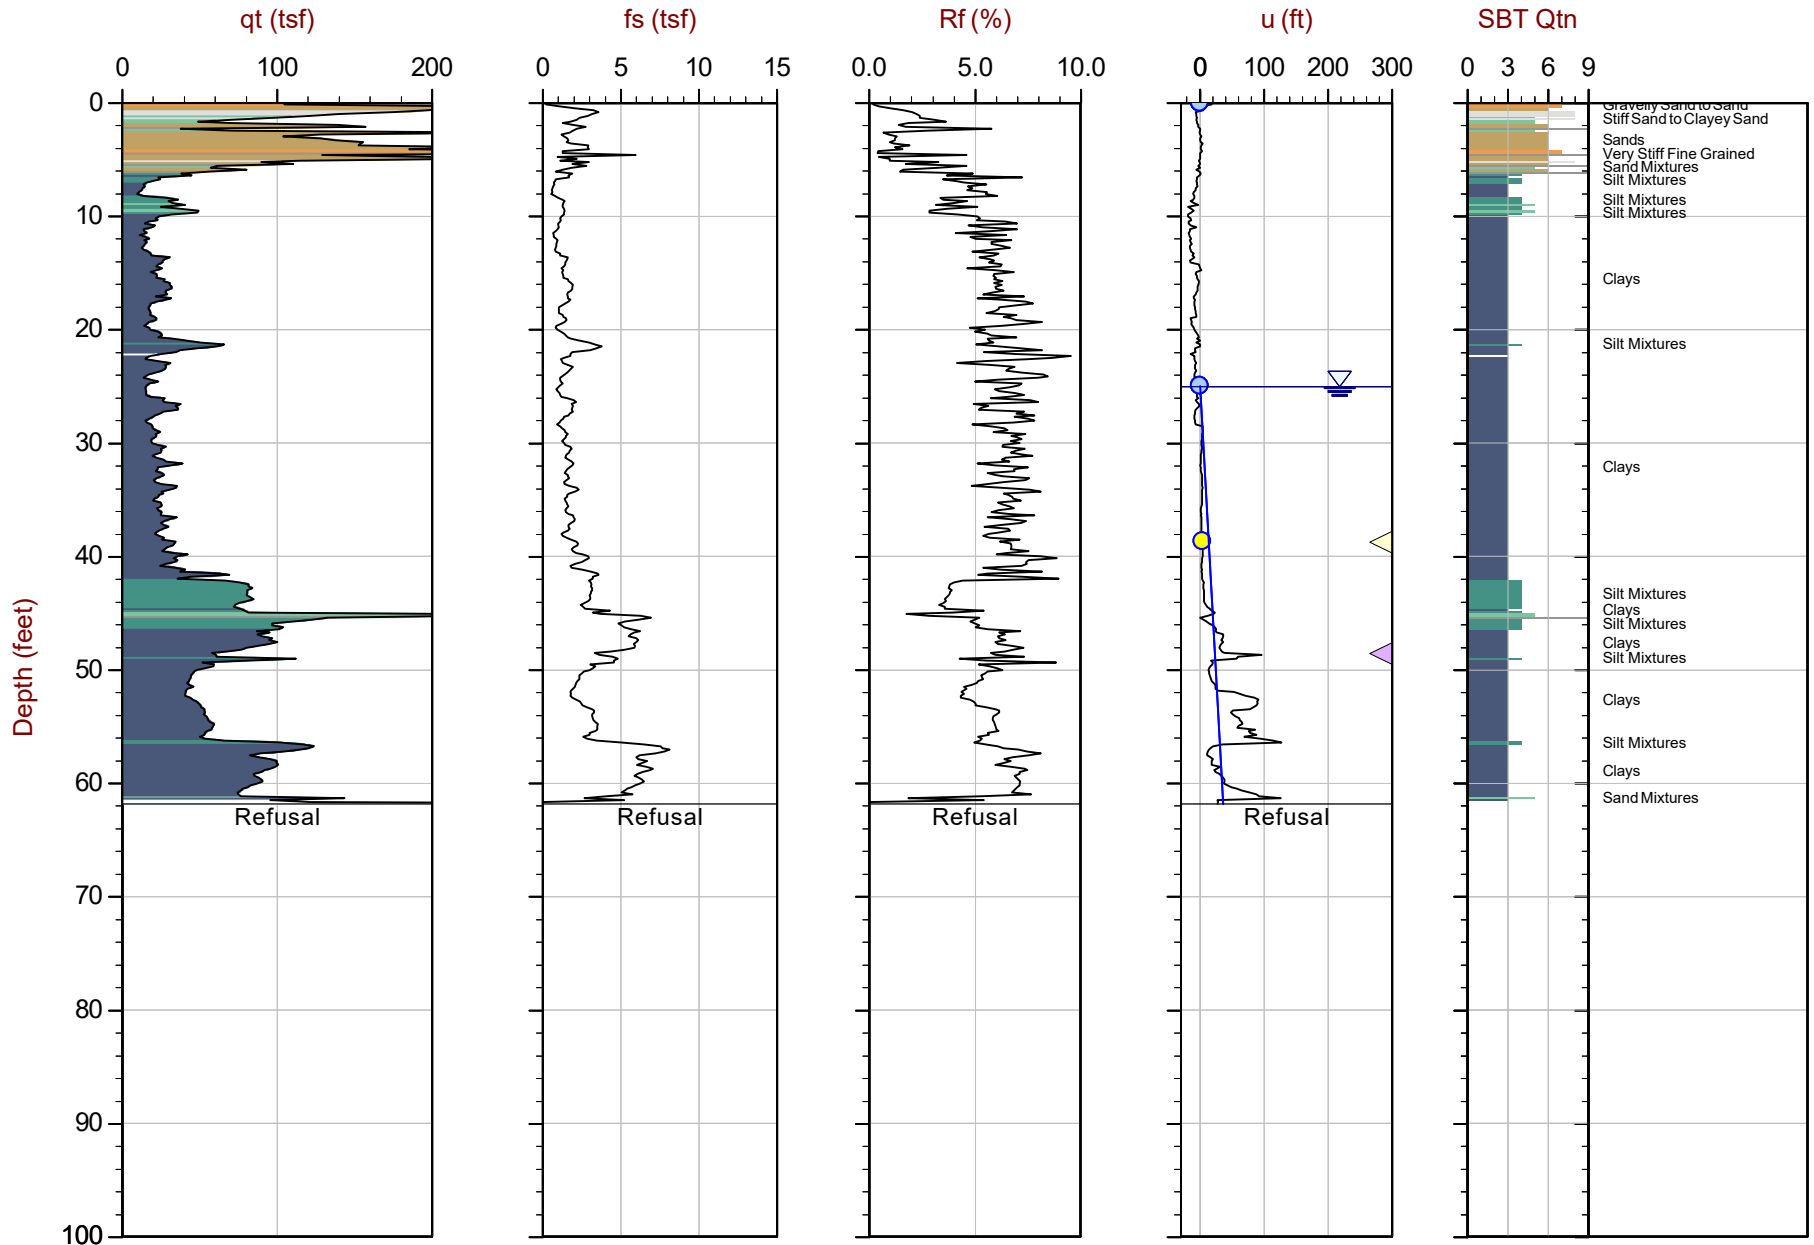 qt (tsf) fs (tsf) Rf (%) u (ft) SBT Qtn
0 100 200 0 5 10 15 0.0 5.0 10.0 0 100 200 300 0 3 6 9
0
Gravelly Sand to Sand
Stiff Sand to Clayey Sand
Sands
Very Stiff Fine Grained
Sand Mixtures
Silt Mixtures
Silt Mixtures
Silt Mixtures
10
Clays
20
Silt Mixtures
30
Clays
40
Silt Mixtures
Clays
Silt Mixtures
Clays
Silt Mixtures
50
Clays
Silt Mixtures
Clays
60
Sand Mixtures
Refusal Refusal Refusal Refusal
70
80
90
100
Depth (feet)